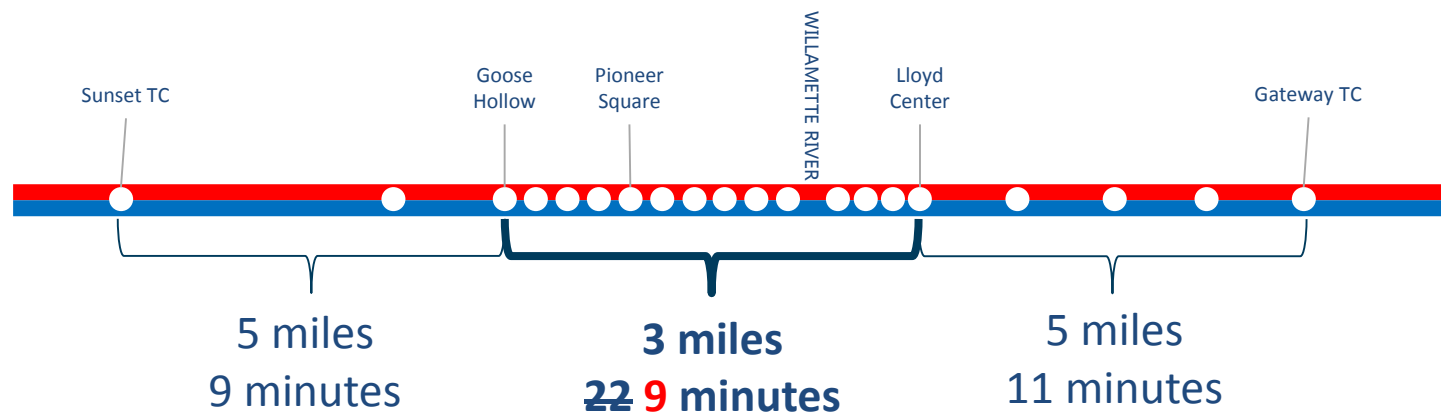 Sunset TC
Goose
Hollow
Pioneer
Square
WILLAMETTE RIVER
Lloyd
Center
Gateway TC
5 miles
9 minutes
3 miles
22 9 minutes
5 miles
11 minutes